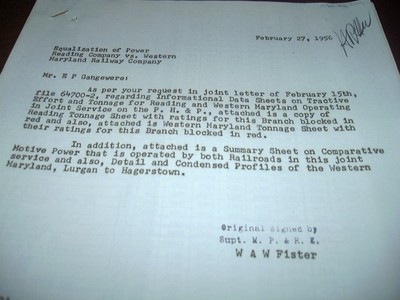 February 27, 1956
Equalization of Power
Reading Company vs. Western
Maryland Railway Company
Mr. E P Gangewere:
As per your request in joint letter of February 15th,
file 64700-2, regarding Informational Data Sheets on Tractive
Effort and Tonnage for Reading and Western Maryland Operating
in Joint Service on the P. H. & P., attached is a copy of
Reading Tonnage Sheet with ratings for this Branch blocked in
red and also, attached is Western Maryland Tonnage Sheet with
their ratings for this Branch blocked in red.
In addition, attached is a Summary Sheet on Comparative
Motive Power that is operated by both Railroads in this joint
service and also, Detail and Condensed Profiles of the Western
Maryland, Lurgan to Hagerstown.
Original Signed by
Supt. M. P. & R. E.
W A W Fister